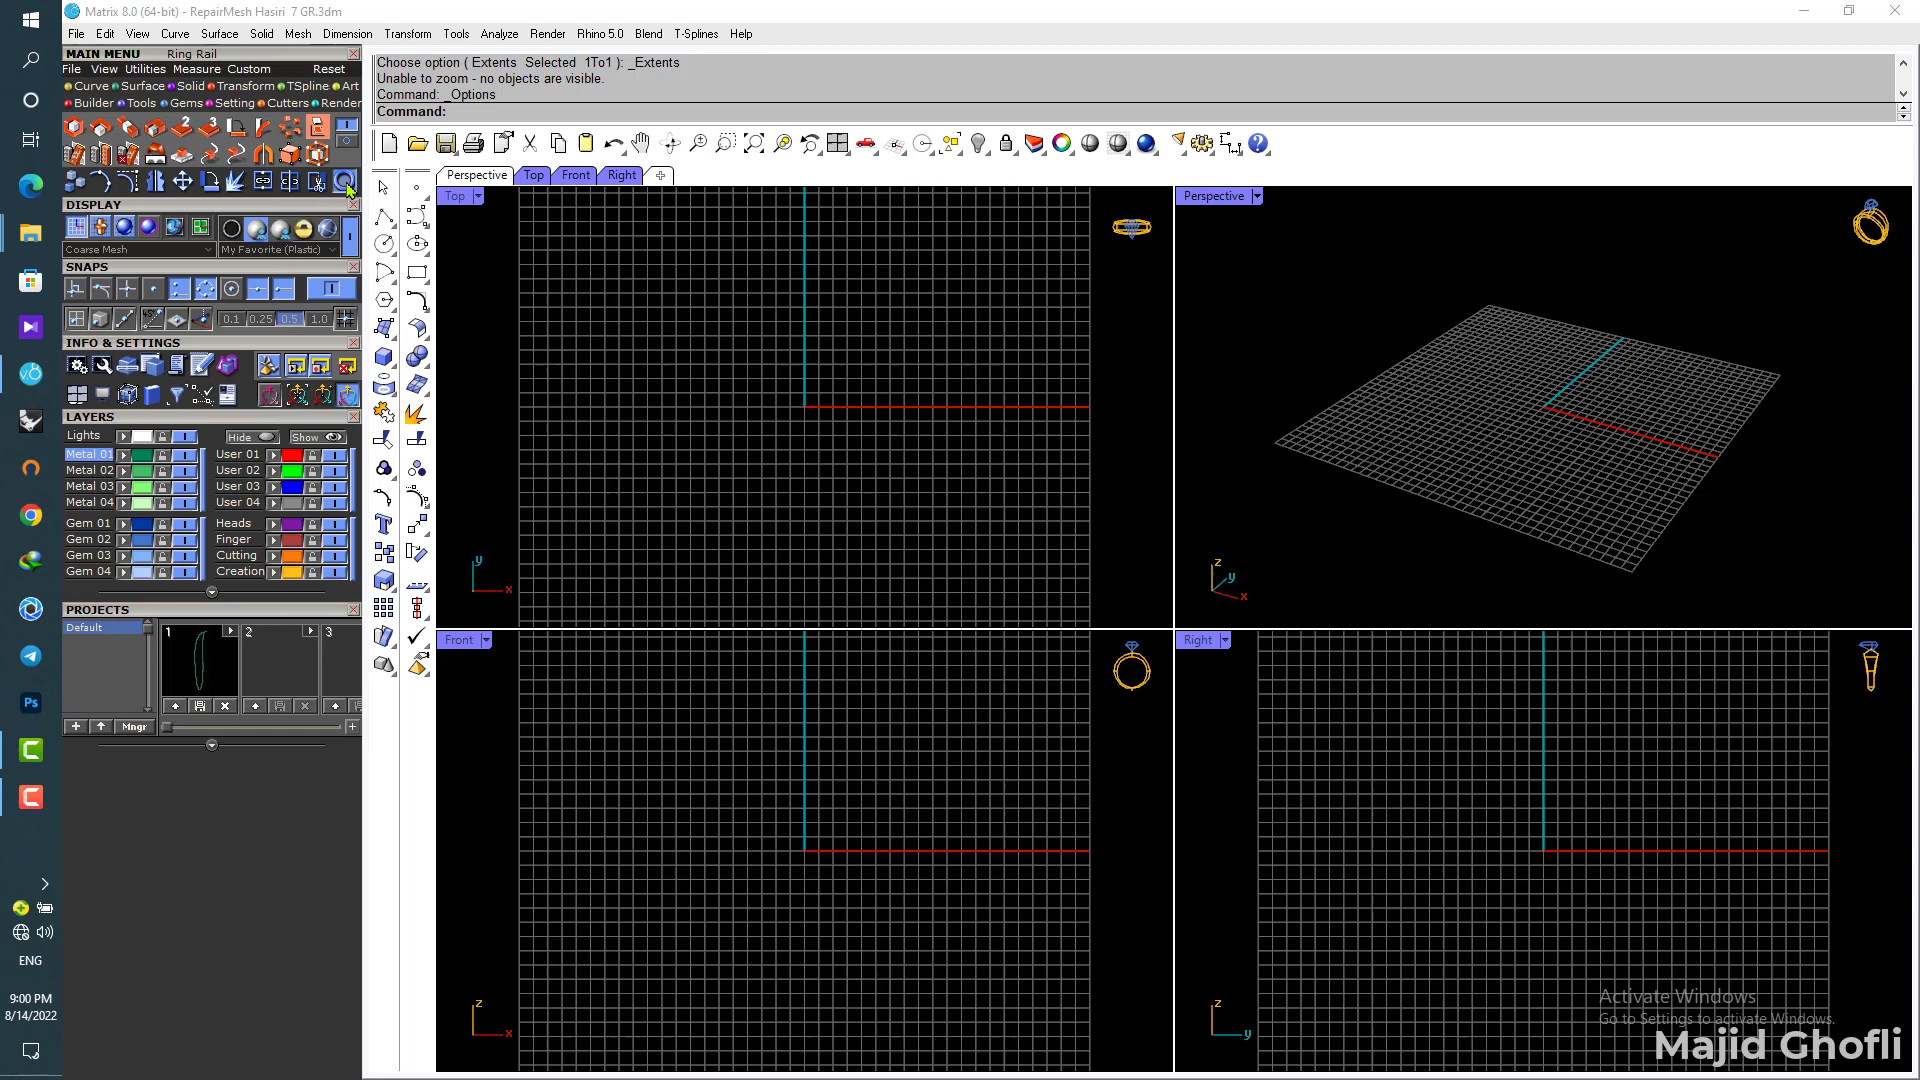 Matrix 8.0 (64-bit) - RepairMesh Hasiri  7 GR.3dm
File Edit View Curve Surface Solid Mesh Dimension Transform Tools Analyze Render Rhino 5.0 Blend T-Splines Help
MAIN MENU Ring Rail
File View Utilities Measure Custom Reset
Curve Surface Solid Transform TSpline Art
Builder Tools Gems Setting Cutters Render
Choose option ( Extents Selected 1To1 ): _Extents
Unable to zoom - no objects are visible.
Command: _Options
Command:
2 3
Perspective Top Front Right
DISPLAY
Coarse Mesh My Favorite (Plastic)
SNAPS
45°
0.1 0.25 0.5 1.0
INFO & SETTINGS
LAYERS
Lights Hide Show
Metal 01 User 01
Metal 02 User 02
Metal 03 User 03
Metal 04 User 04
Gem 01 Heads
Gem 02 Finger
Gem 03 Cutting
Gem 04 Creation
PROJECTS
Default 1 2 3
Mngr
Top
y
x
Perspective
z
y
x
Front
z
x
Right
z
y
Activate Windows
Go to Settings to activate Windows.
Majid Ghofli
Ps
ENG
9:00 PM
8/14/2022